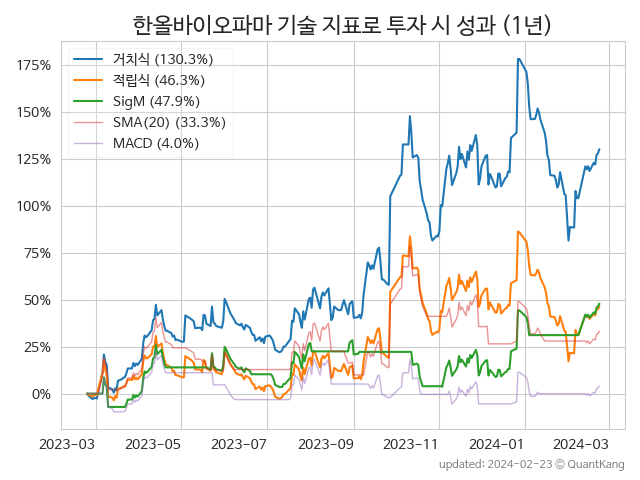 한올바이오파마 기술 지표로 투자 시 성과 (1년)
거치식 (130.3%)
적립식 (46.3%)
SigM (47.9%)
SMA(20) (33.3%)
MACD (4.0%)
175%
150%
125%
100%
75%
50%
25%
0%
2023-03 2023-05 2023-07 2023-09 2023-11 2024-01 2024-03
updated: 2024-02-23 © QuantKang